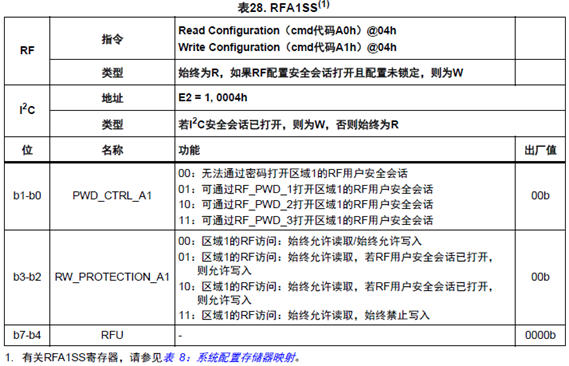 表28. RFA1SS(1)
RF
指令
Read Configuration（cmd代码A0h）@04h
Write Configuration（cmd代码A1h）@04h
类型
始终为R，如果RF配置安全会话打开且配置未锁定，则为W
I2C
地址
E2 = 1, 0004h
类型
若I2C安全会话已打开，则为W，否则始终为R
位
名称
功能
出厂值
b1-b0
PWD_CTRL_A1
00：无法通过密码打开区域1的RF用户安全会话
01：可通过RF_PWD_1打开区域1的RF用户安全会话
10：可通过RF_PWD_2打开区域1的RF用户安全会话
11：可通过RF_PWD_3打开区域1的RF用户安全会话
00b
b3-b2
RW_PROTECTION_A1
00：区域1的RF访问：始终允许读取/始终允许写入
01：区域1的RF访问：始终允许读取，若RF用户安全会话已打开，
则允许写入
10：区域1的RF访问：始终允许读取，若RF用户安全会话已打开，
则允许写入
11：区域1的RF访问：始终允许读取，始终禁止写入
00b
b7-b4
RFU
-
0000b
1. 有关RFA1SS寄存器，请参见表 8：系统配置存储器映射。